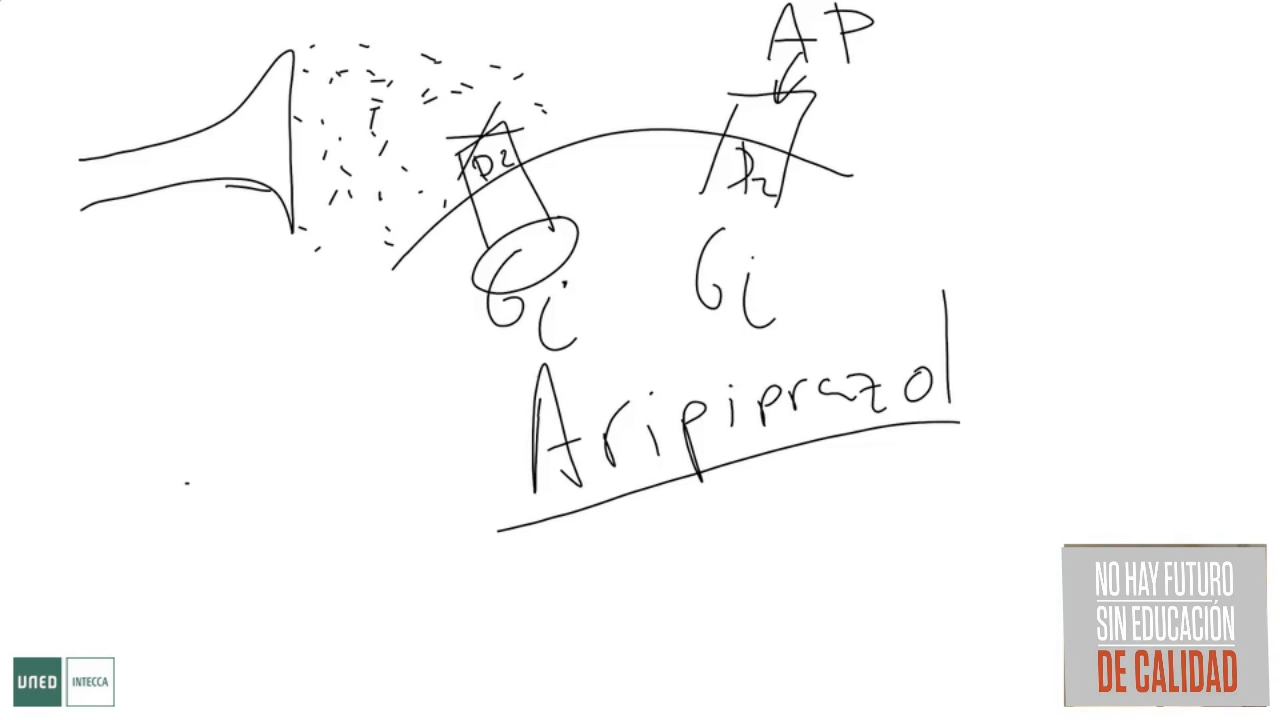 AP
D2
D2
Gi
Gi
Aripiprazol
NO HAY FUTURO
SIN EDUCACIÓN
DE CALIDAD
UNED INTECCA